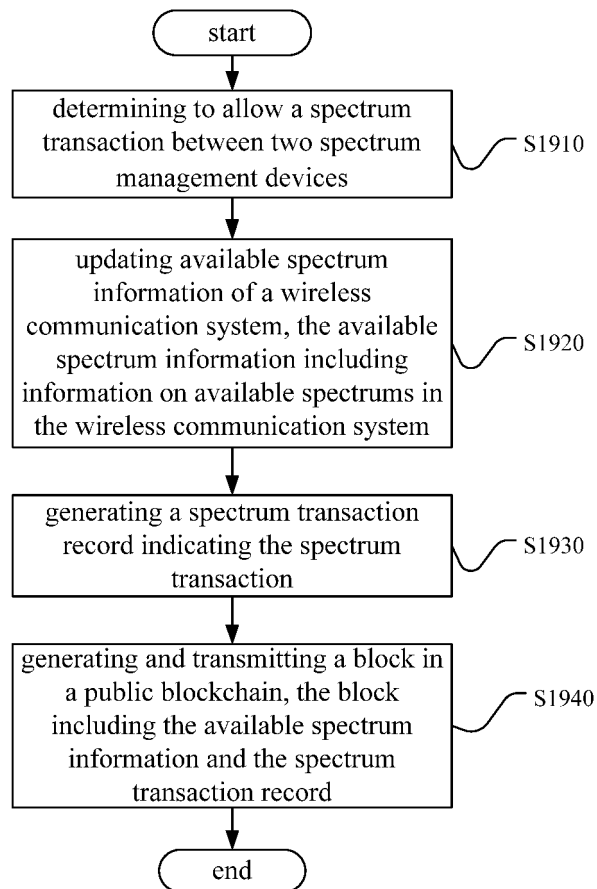 start
determining to allow a spectrum
transaction between two spectrum
management devices
S1910
updating available spectrum
information of a wireless
communication system, the available
spectrum information including
information on available spectrums in
the wireless communication system
S1920
generating a spectrum transaction
record indicating the spectrum
transaction
S1930
generating and transmitting a block in
a public blockchain, the block
including the available spectrum
information and the spectrum
transaction record
S1940
end